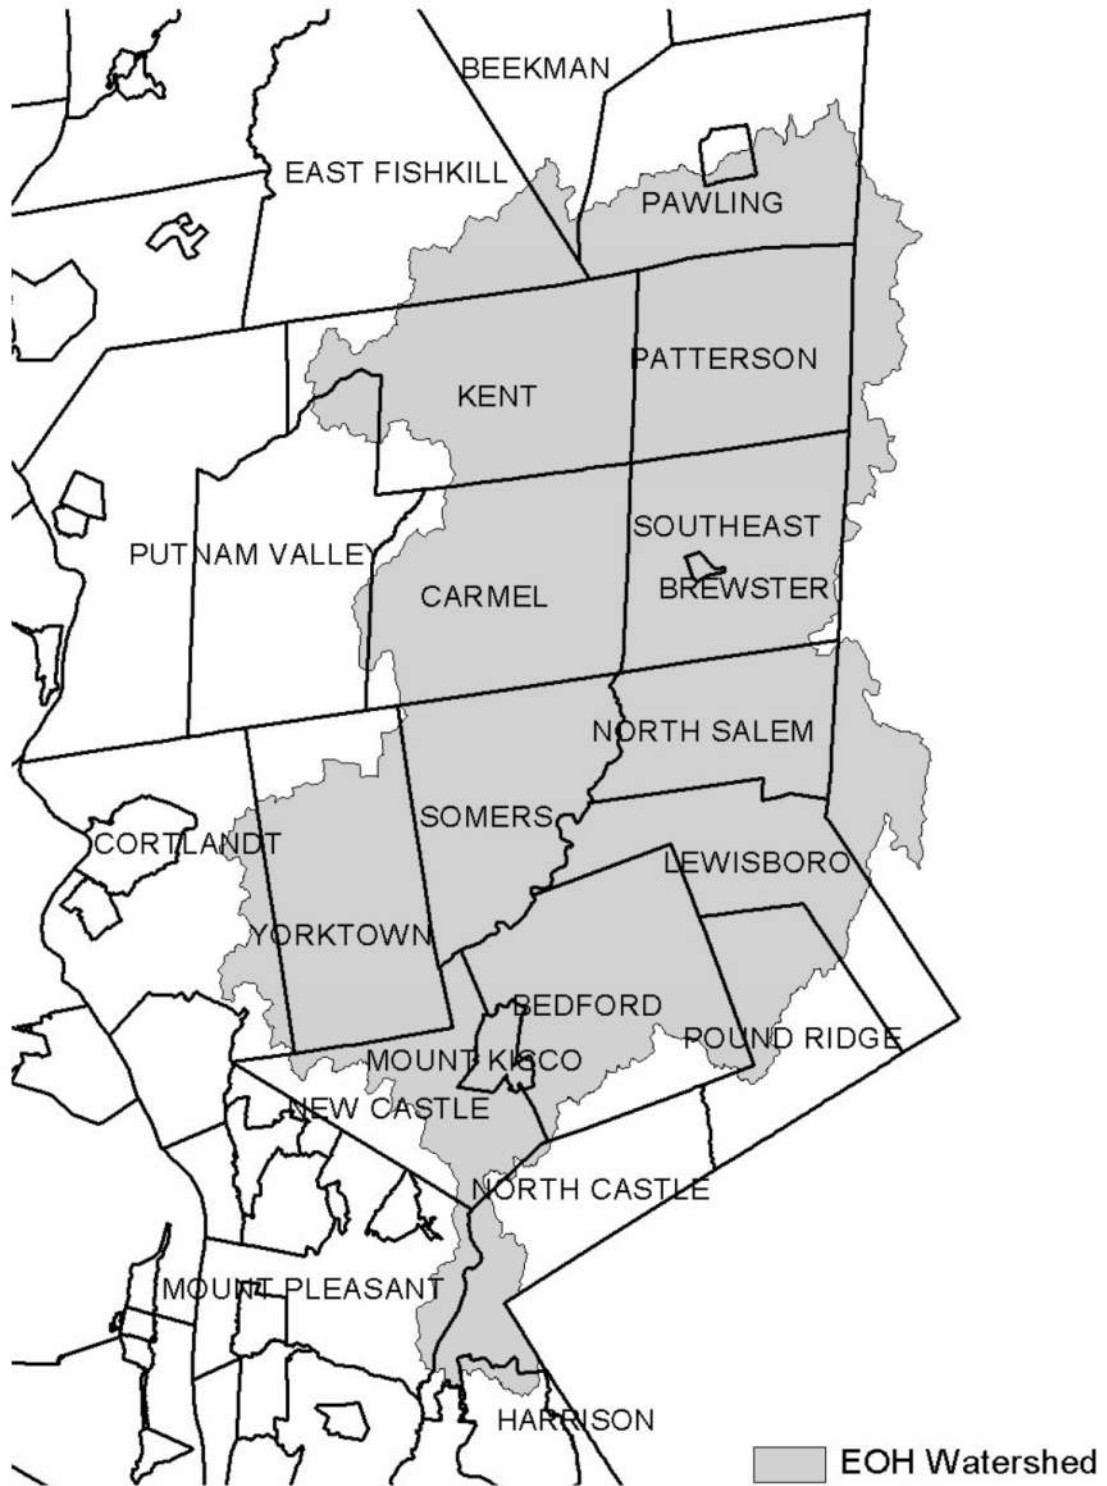 BEEKMAN
EAST FISHKILL
PAWLING
PATTERSON
KENT
SOUTHEAST
PUTNAM VALLEY
BREWSTER
CARMEL
NORTH SALEM
SOMERS
CORTLANDT
LEWISBORO
YORKTOWN
BEDFORD
POUND RIDGE
MOUNT KISCO
NEW CASTLE
NORTH CASTLE
MOUNT PLEASANT
HARRISON
EOH Watershed